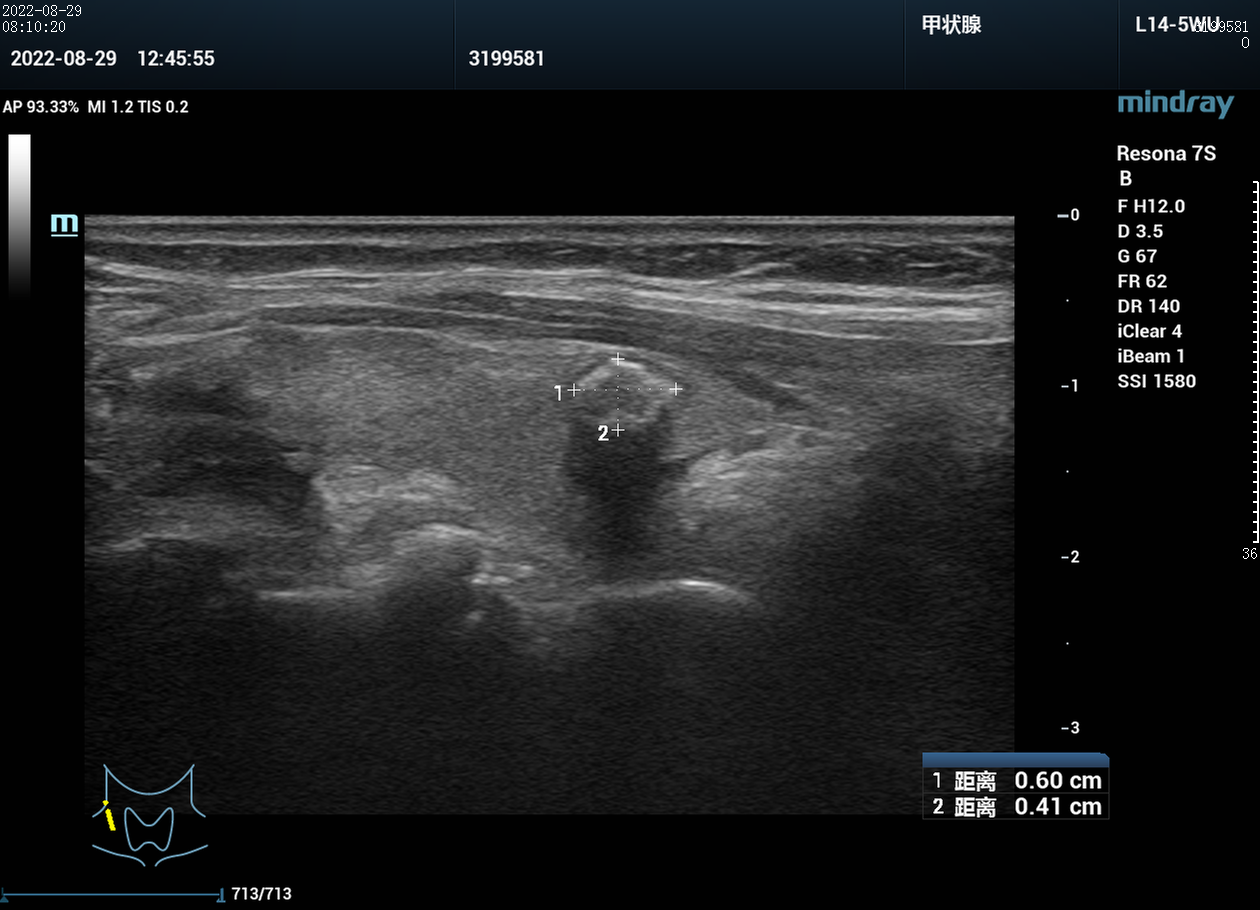 2022-08-29
08:10:20
2022-08-29 12:45:55
3199581
甲状腺
L14-5WU
3199581
0
AP 93.33% MI 1.2 TIS 0.2
mindray
m
Resona 7S
B
F H12.0
D 3.5
G 67
FR 62
DR 140
iClear 4
iBeam 1
SSI 1580
0
-1
-2
-3
36
1
2
1 距离 0.60 cm
2 距离 0.41 cm
713/713